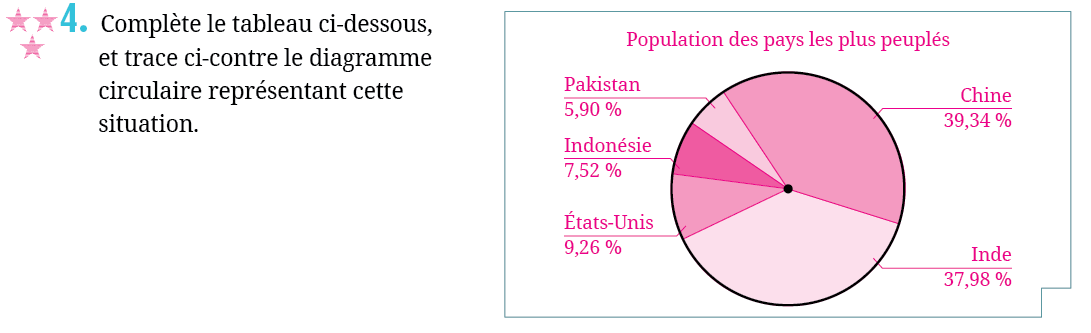 4. Complète le tableau ci-dessous,
et trace ci-contre le diagramme
circulaire représentant cette
situation.
Population des pays les plus peuplés
Pakistan
5,90 %
Chine
39,34 %
Indonésie
7,52 %
États-Unis
9,26 %
Inde
37,98 %